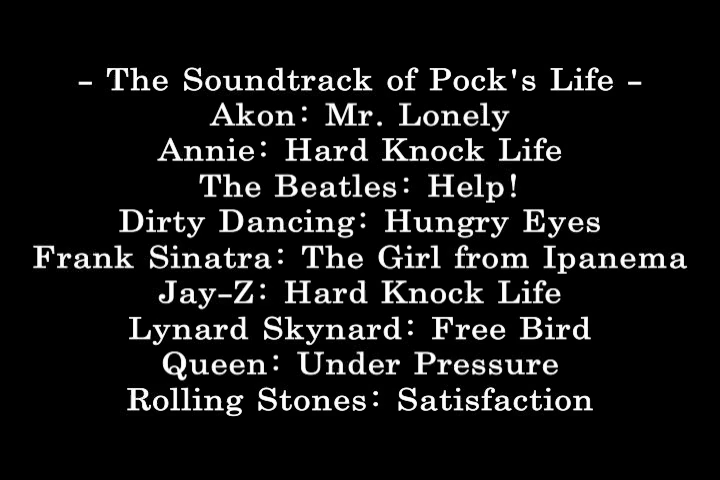 - The Soundtrack of Pock's Life -
Akon: Mr. Lonely
Annie: Hard Knock Life
The Beatles: Help!
Dirty Dancing: Hungry Eyes
Frank Sinatra: The Girl from Ipanema
Jay-Z: Hard Knock Life
Lynard Skynard: Free Bird
Queen: Under Pressure
Rolling Stones: Satisfaction